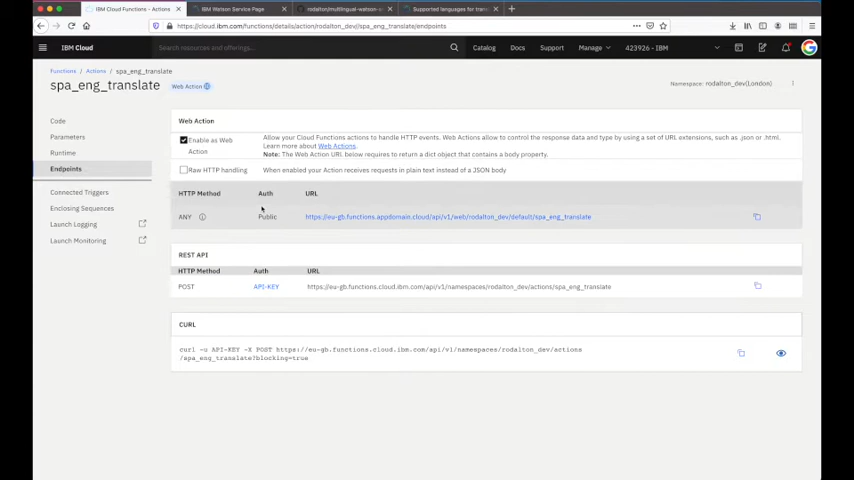 IBM Cloud Functions - Actions
IBM Watson Service Page
rodalton/multilingual-watson-
Supported languages for trans
https://cloud.ibm.com/functions/details/action/rodalton_dev/spa_eng_translate/endpoints
IBM Cloud
Search resources and offerings...
Catalog
Docs
Support
Manage
423926 - IBM
Functions / Actions / spa_eng_translate
spa_eng_translate
Web Action
Namespace: rodalton_dev(London)
Code
Parameters
Runtime
Endpoints
Connected Triggers
Enclosing Sequences
Launch Logging
Launch Monitoring
Web Action
Enable as Web
Action
Allow your Cloud Functions actions to handle HTTP events. Web Actions allow to control the response data and type by using a set of URL extensions, such as .json or .html.
Learn more about Web Actions.
Note: The Web Action URL below requires to return a dict object that contains a body property.
Raw HTTP handling
When enabled your Action receives requests in plain text instead of a JSON body
HTTP Method Auth URL
ANY Public https://eu-gb.functions.appdomain.cloud/api/v1/web/rodalton_dev/default/spa_eng_translate
REST API
HTTP Method Auth URL
POST API-KEY https://eu-gb.functions.cloud.ibm.com/api/v1/namespaces/rodalton_dev/actions/spa_eng_translate
CURL
curl -u API-KEY -X POST https://eu-gb.functions.cloud.ibm.com/api/v1/namespaces/rodalton_dev/actions
/spa_eng_translate?blocking=true